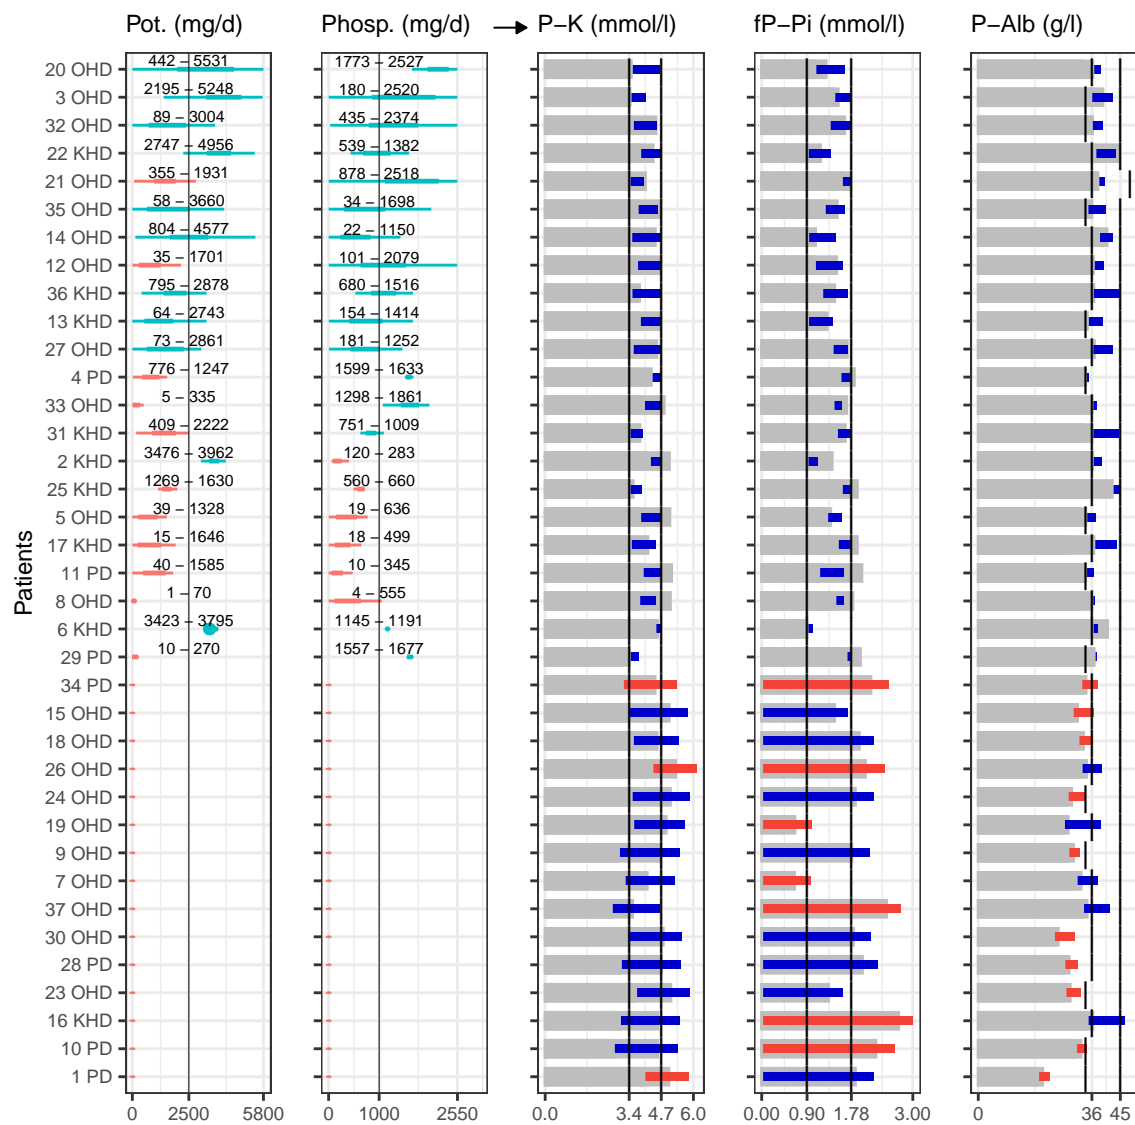 Pot. (mg/d) Phosp. (mg/d) P−K (mmol/l) fP−Pi (mmol/l) P−Alb (g/l)
20 OHD 442 − 5531 1773 − 2527
3 OHD 2195 − 5248 180 − 2520
32 OHD 89 − 3004 435 − 2374
22 KHD 2747 − 4956 539 − 1382
21 OHD 355 − 1931 878 − 2518
35 OHD 58 − 3660 34 − 1698
14 OHD 804 − 4577 22 − 1150
12 OHD 35 − 1701 101 − 2079
36 KHD 795 − 2878 680 − 1516
13 KHD 64 − 2743 154 − 1414
27 OHD 73 − 2861 181 − 1252
4 PD 776 − 1247 1599 − 1633
33 OHD 5 − 335 1298 − 1861
31 KHD 409 − 2222 751 − 1009
2 KHD 3476 − 3962 120 − 283
25 KHD 1269 − 1630 560 − 660
5 OHD 39 − 1328 19 − 636
17 KHD 15 − 1646 18 − 499
11 PD 40 − 1585 10 − 345
8 OHD 1 − 70 4 − 555
6 KHD 3423 − 3795 1145 − 1191
29 PD 10 − 270 1557 − 1677
34 PD
15 OHD
18 OHD
26 OHD
24 OHD
19 OHD
9 OHD
7 OHD
37 OHD
30 OHD
28 PD
23 OHD
16 KHD
10 PD
1 PD
Patients
0 2500 5800 0 1000 2550 0.0 3.4 4.7 6.0 0.00 0.90 1.78 3.00 0 36 45